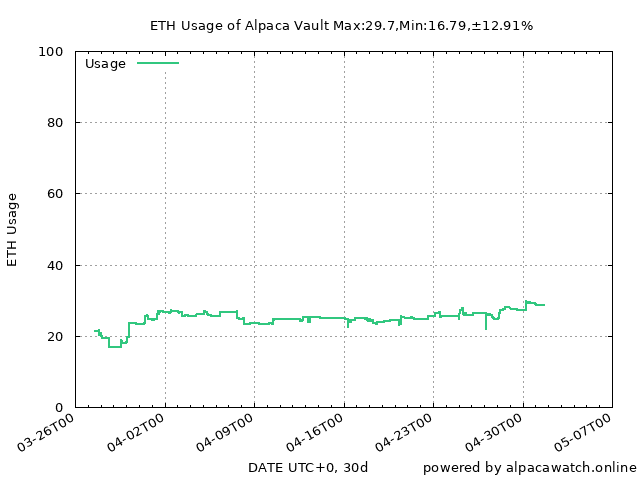 ETH Usage of Alpaca Vault Max:29.7,Min:16.79,±12.91%
Usage
100
80
60
40
20
0
ETH Usage
03-26T00
04-02T00
04-09T00
04-16T00
04-23T00
04-30T00
05-07T00
DATE UTC+0, 30d
powered by alpacawatch.online